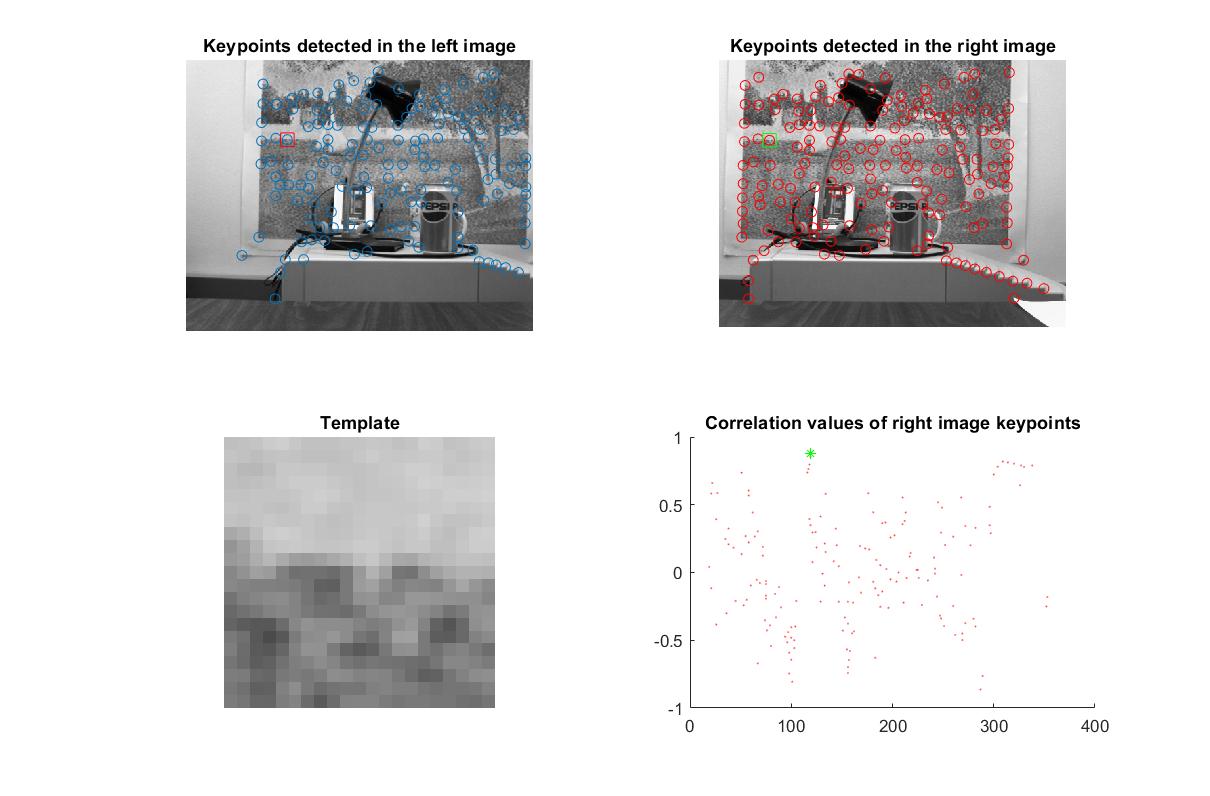 Keypoints detected in the left image
Keypoints detected in the right image
PEPSI P
PEPSI P
Template
Correlation values of right image keypoints
1
0.5
0
-0.5
-1
0
100
200
300
400